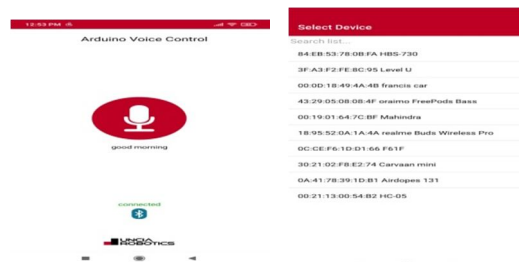 12:53 PM
Arduino Voice Control
good morning
connected
UNCIA
ROBOTICS
Select Device
Search list...
84:EB:53:78:0B:FA HBS-730
3F:A3:F2:FE:8C:95 Level U
00:0D:18:49:4A:4B francis car
43:29:05:08:08:4F oraimo FreePods Bass
00:19:01:64:7C:BF Mahindra
18:95:52:0A:1A:4A realme Buds Wireless Pro
0C:CE:F6:1D:D1:66 F61F
30:21:02:F8:E2:74 Carvaan mini
0A:41:78:39:1D:B1 Airdopes 131
00:21:13:00:54:B2 HC-05